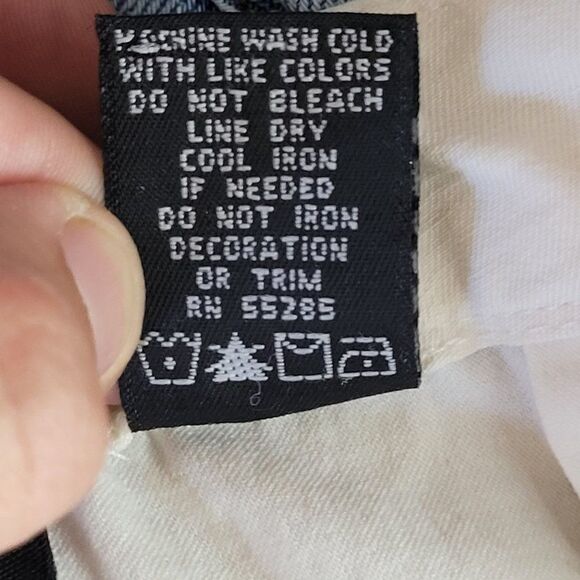 MACHINE WASH COLD
WITH LIKE COLORS
DO NOT BLEACH
LINE DRY
COOL IRON
IF NEEDED
DO NOT IRON
DECORATION
OR TRIM
RN 55285